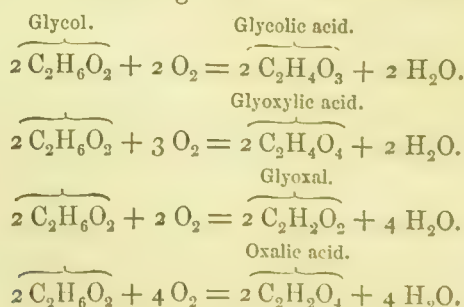 Glycol. Glycolic acid.
2 C₂H₆O₂ + 2 O₂ = 2 C₂H₄O₃ + 2 H₂O.
Glyoxylic acid.
2 C₂H₆O₂ + 3 O₂ = 2 C₂H₄O₄ + 2 H₂O.
Glyoxal.
2 C₂H₆O₂ + 2 O₂ = 2 C₂H₂O₂ + 4 H₂O.
Oxalic acid.
2 C₂H₆O₂ + 4 O₂ = 2 C₂H₂O₄ + 4 H₂O.